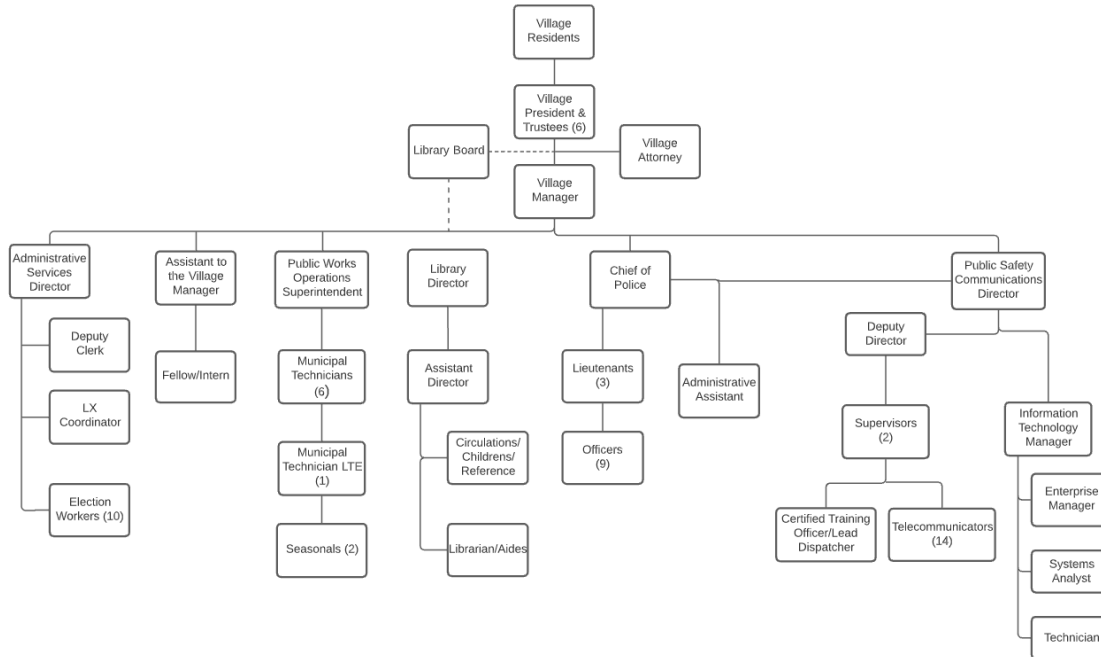 Village
Residents
Village
President &
Trustees (6)
Library Board
Village
Attorney
Village
Manager
Administrative
Services
Director
Assistant to
the Village
Manager
Public Works
Operations
Superintendent
Library
Director
Chief of
Police
Public Safety
Communications
Director
Deputy
Clerk
Fellow/Intern
Municipal
Technicians
(6)
Assistant
Director
Lieutenants
(3)
Administrative
Assistant
Deputy
Director
LX
Coordinator
Supervisors
(2)
Information
Technology
Manager
Municipal
Technician LTE
(1)
Circulations/
Childrens/
Reference
Officers
(9)
Election
Workers (10)
Seasonals (2)
Librarian/Aides
Certified Training
Officer/Lead
Dispatcher
Telecommunicators
(14)
Enterprise
Manager
Systems
Analyst
Technician